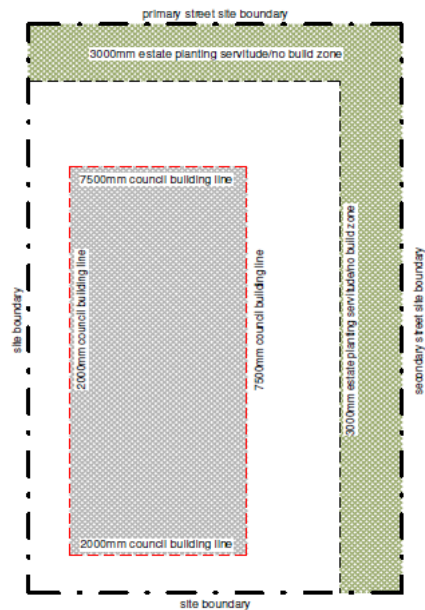 primary street site boundary
3000mm estate planting servitude/no build zone
7500mm council building line
site boundary
2000mm council building line
7500mm council building line
3000mm estate planting servitude/no build zone
secondary street site boundary
2000mm council building line
site boundary